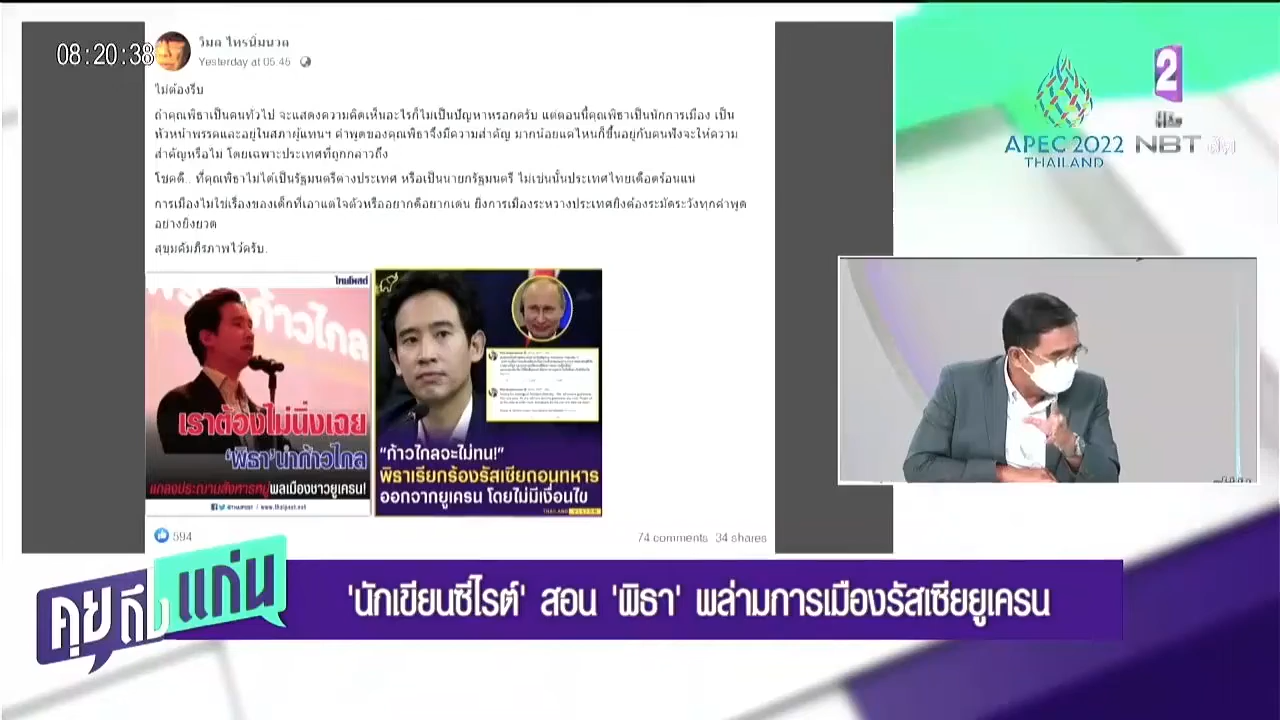 08:20:38
วิมล ไทรนิ่มนวล
Yesterday at 05.45
ไม่ต้องรีบ
ถ้าคุณพิธาเป็นคนทั่วไป จะแสดงความคิดเห็นอะไรก็ไม่เป็นปัญหาหรอกครับ แต่ตอนนี้คุณพิธาเป็นนักการเมือง เป็น
หัวหน้าพรรคและอยู่ในสภาผู้แทนฯ คำพูดของคุณพิธาจึงมีความสำคัญ มากน้อยแค่ไหนก็ขึ้นอยู่กับคนฟังจะให้ความ
สำคัญหรือไม่ โดยเฉพาะประเทศที่ถูกกล่าวถึง
โชคดี.. ที่คุณพิธาไม่ได้เป็นรัฐมนตรีต่างประเทศ หรือเป็นนายกรัฐมนตรี ไม่เช่นนั้นประเทศไทยเดือดร้อนแน่
การเมืองไม่ใช่เรื่องของเด็กที่เอาแต่ใจตัวหรืออยากดีอยากเด่น ยิ่งการเมืองระหว่างประเทศยิ่งต้องระมัดระวังทุกคำพูด
อย่างยิ่งยวด
สุขุมคัมภีรภาพไว้ครับ.
ไทยโพสต์
ก้าวไกล
เราต้องไม่นิ่งเฉย
'พิธา'นำก้าวไกล
แถลงประณามสังหารหมู่พลเมืองชาวยูเครน!
@THAIPOST / www.thaipost.net
"ก้าวไกลจะไม่ทน!"
พิธาเรียกร้องรัสเซียถอนทหาร
ออกจากยูเครน โดยไม่มีเงื่อนไข
THAILAND VISION
594
74 comments 34 shares
APEC 2022
THAILAND
2
NBT
คุยถึงแก่น
'นักเขียนซีไรต์' สอน 'พิธา' พล่ามการเมืองรัสเซียยูเครน